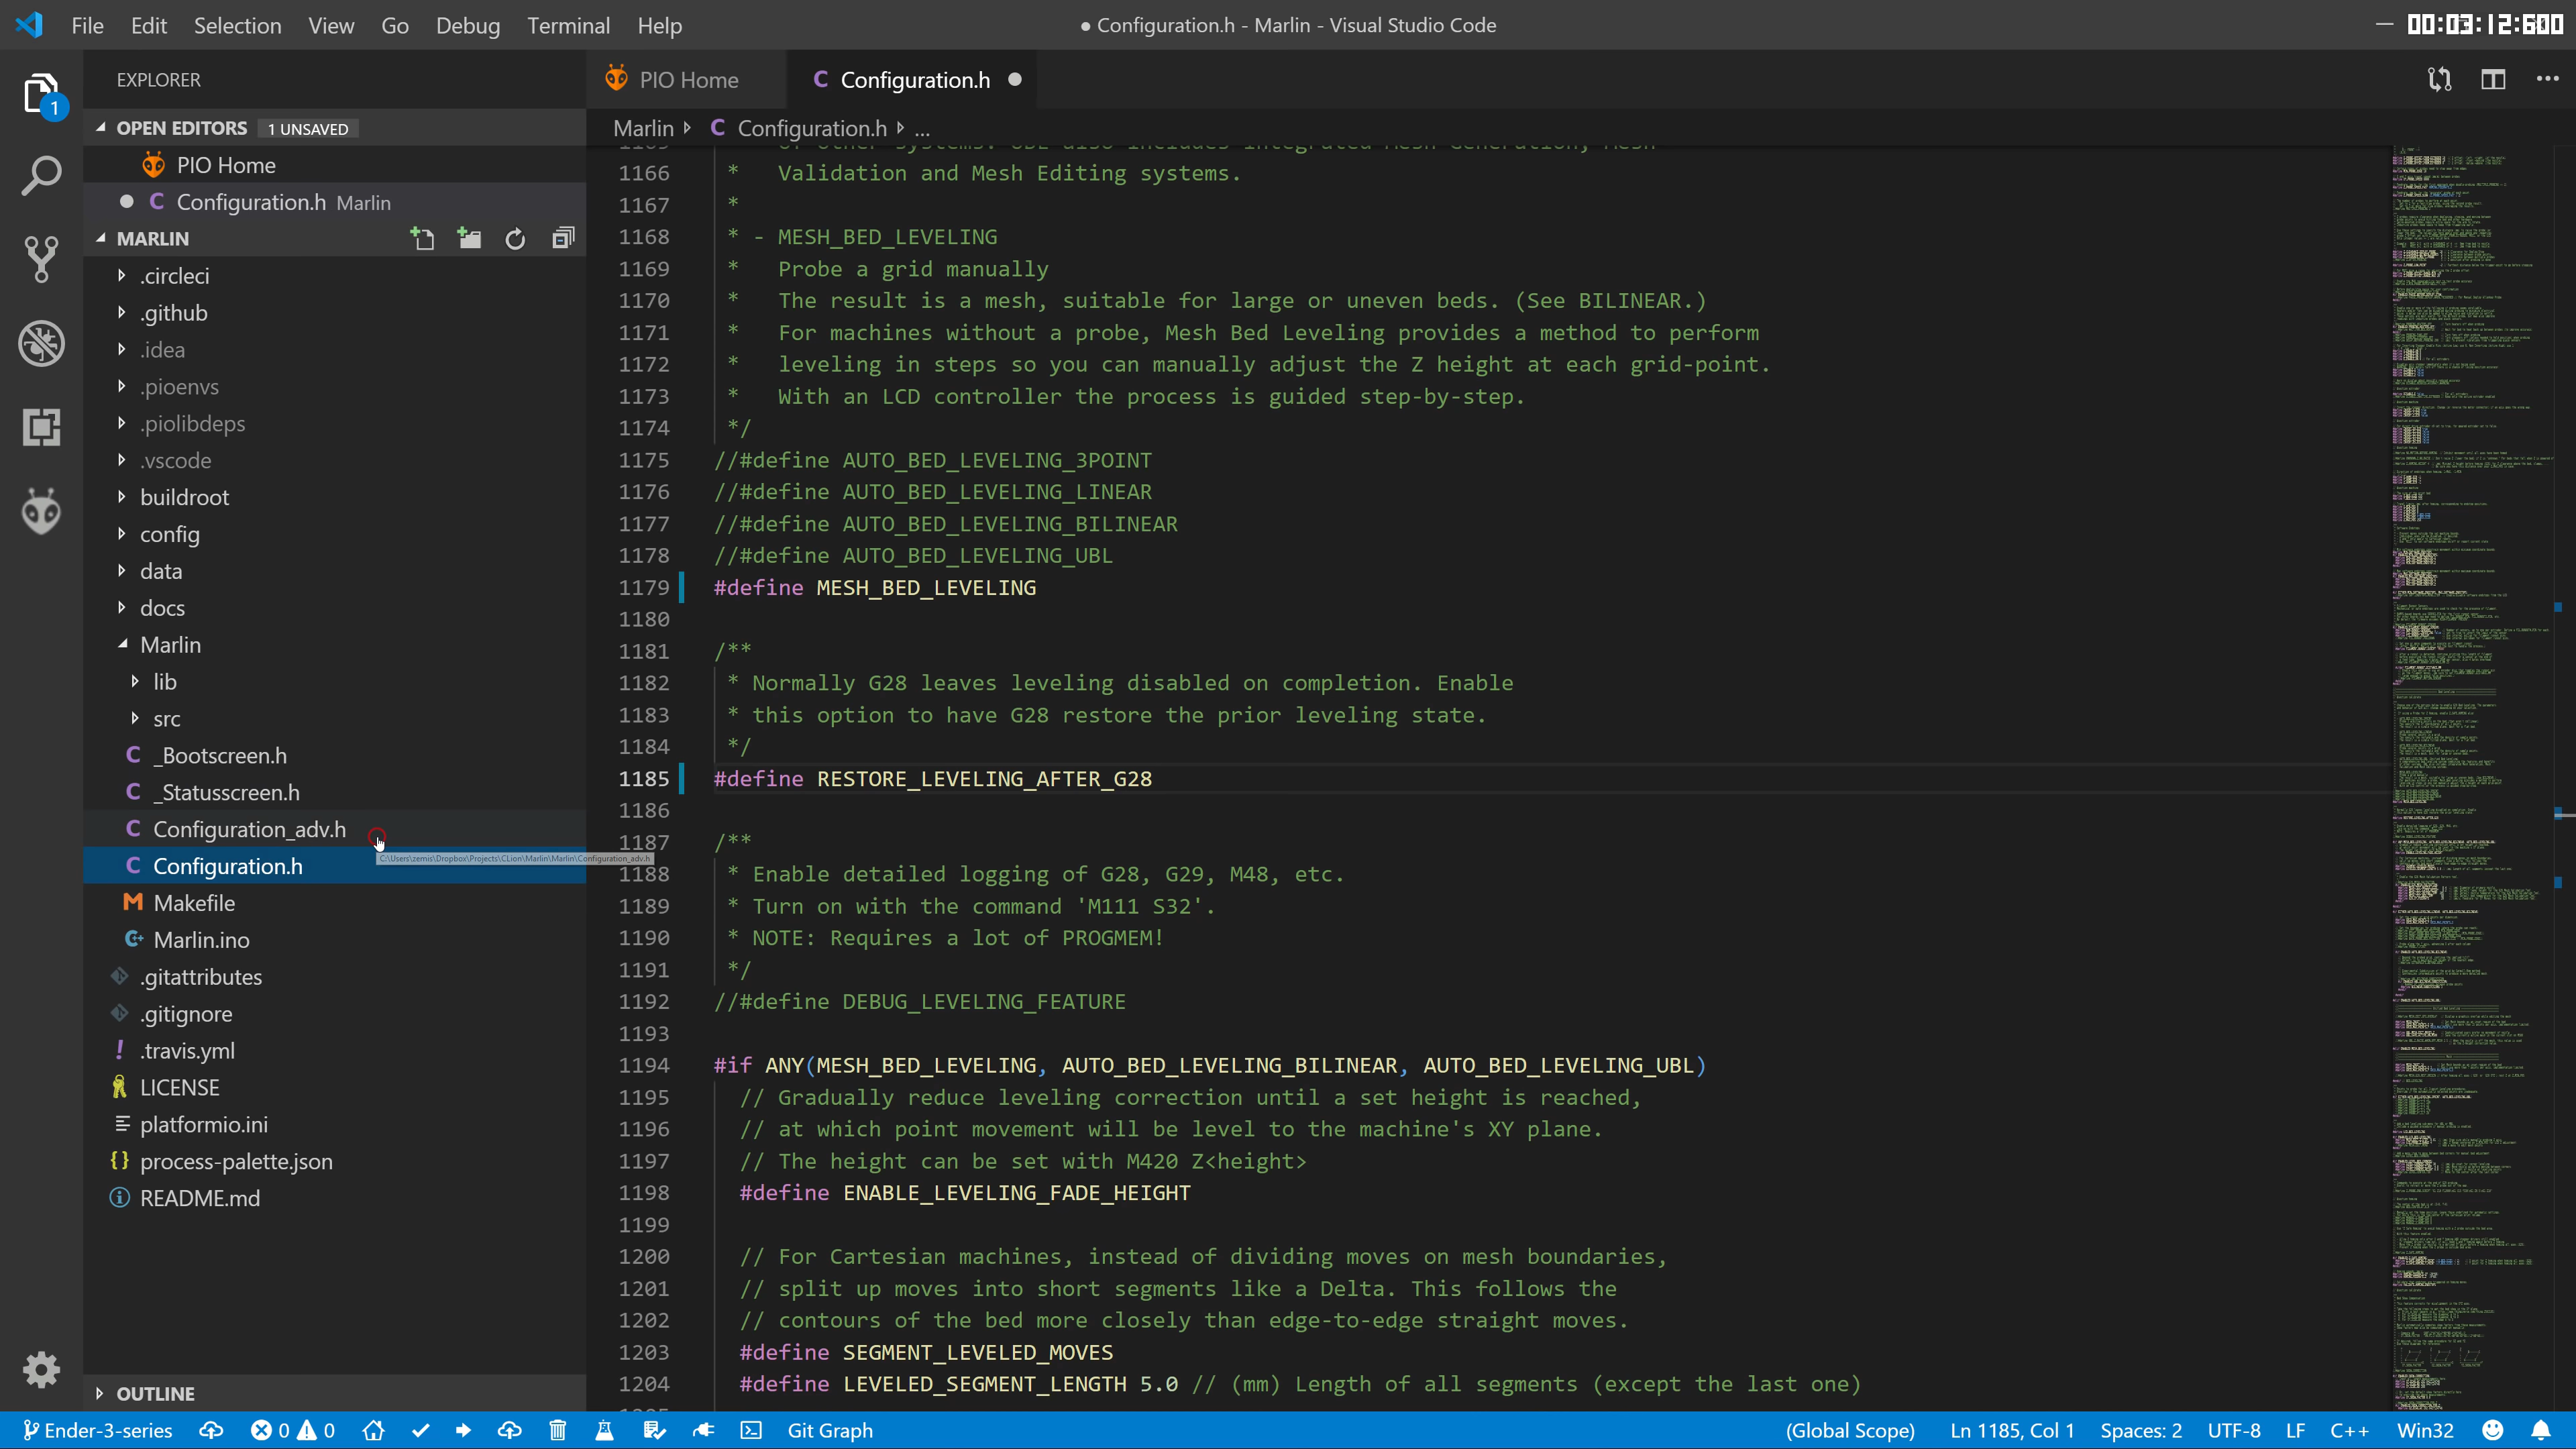 File Edit Selection View Go Debug Terminal Help
● Configuration.h - Marlin - Visual Studio Code
00:03:12:600
EXPLORER
PIO Home
C Configuration.h
1
OPEN EDITORS 1 UNSAVED
Marlin C Configuration.h ...
PIO Home
C Configuration.h Marlin
MARLIN
.circleci
.github
.idea
.pioenvs
.piolibdeps
.vscode
buildroot
config
data
docs
Marlin
lib
src
C _Bootscreen.h
C _Statusscreen.h
C Configuration_adv.h
C:\Users\zemis\Dropbox\Projects\CLion\Marlin\Marlin\Configuration_adv.h
C Configuration.h
M Makefile
Marlin.ino
.gitattributes
.gitignore
! .travis.yml
LICENSE
platformio.ini
{} process-palette.json
README.md
OUTLINE
1166 * Validation and Mesh Editing systems.
1167 *
1168 * - MESH_BED_LEVELING
1169 * Probe a grid manually
1170 * The result is a mesh, suitable for large or uneven beds. (See BILINEAR.)
1171 * For machines without a probe, Mesh Bed Leveling provides a method to perform
1172 * leveling in steps so you can manually adjust the Z height at each grid-point.
1173 * With an LCD controller the process is guided step-by-step.
1174 */
1175 //#define AUTO_BED_LEVELING_3POINT
1176 //#define AUTO_BED_LEVELING_LINEAR
1177 //#define AUTO_BED_LEVELING_BILINEAR
1178 //#define AUTO_BED_LEVELING_UBL
1179 #define MESH_BED_LEVELING
1180
1181 /**
1182 * Normally G28 leaves leveling disabled on completion. Enable
1183 * this option to have G28 restore the prior leveling state.
1184 */
1185 #define RESTORE_LEVELING_AFTER_G28
1186
1187 /**
1188 * Enable detailed logging of G28, G29, M48, etc.
1189 * Turn on with the command 'M111 S32'.
1190 * NOTE: Requires a lot of PROGMEM!
1191 */
1192 //#define DEBUG_LEVELING_FEATURE
1193
1194 #if ANY(MESH_BED_LEVELING, AUTO_BED_LEVELING_BILINEAR, AUTO_BED_LEVELING_UBL)
1195 // Gradually reduce leveling correction until a set height is reached,
1196 // at which point movement will be level to the machine's XY plane.
1197 // The height can be set with M420 Z<height>
1198 #define ENABLE_LEVELING_FADE_HEIGHT
1199
1200 // For Cartesian machines, instead of dividing moves on mesh boundaries,
1201 // split up moves into short segments like a Delta. This follows the
1202 // contours of the bed more closely than edge-to-edge straight moves.
1203 #define SEGMENT_LEVELED_MOVES
1204 #define LEVELED_SEGMENT_LENGTH 5.0 // (mm) Length of all segments (except the last one)
Ender-3-series 0 0 Git Graph (Global Scope) Ln 1185, Col 1 Spaces: 2 UTF-8 LF C++ Win32